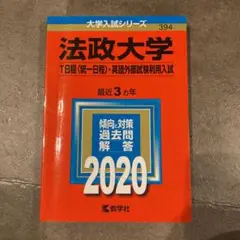 大学入試シリーズ
394
法政大学
T日程〈統一日程〉・英語外部試験利用入試
最近3ヵ年
傾向と対策
過去問
解答
2020
教学社